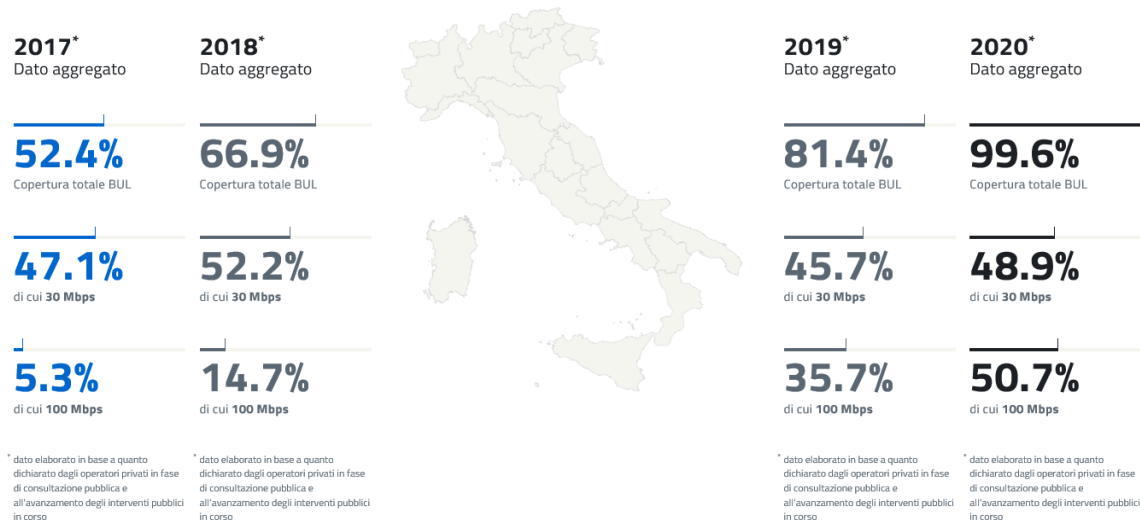 2017*
Dato aggregato
52.4%
Copertura totale BUL
47.1%
di cui 30 Mbps
5.3%
di cui 100 Mbps
* dato elaborato in base a quanto
dichiarato dagli operatori privati in fase
di consultazione pubblica e
all'avanzamento degli interventi pubblici
in corso
2018*
Dato aggregato
66.9%
Copertura totale BUL
52.2%
di cui 30 Mbps
14.7%
di cui 100 Mbps
* dato elaborato in base a quanto
dichiarato dagli operatori privati in fase
di consultazione pubblica e
all'avanzamento degli interventi pubblici
in corso
2019*
Dato aggregato
81.4%
Copertura totale BUL
45.7%
di cui 30 Mbps
35.7%
di cui 100 Mbps
* dato elaborato in base a quanto
dichiarato dagli operatori privati in fase
di consultazione pubblica e
all'avanzamento degli interventi pubblici
in corso
2020*
Dato aggregato
99.6%
Copertura totale BUL
48.9%
di cui 30 Mbps
50.7%
di cui 100 Mbps
* dato elaborato in base a quanto
dichiarato dagli operatori privati in fase
di consultazione pubblica e
all'avanzamento degli interventi pubblici
in corso